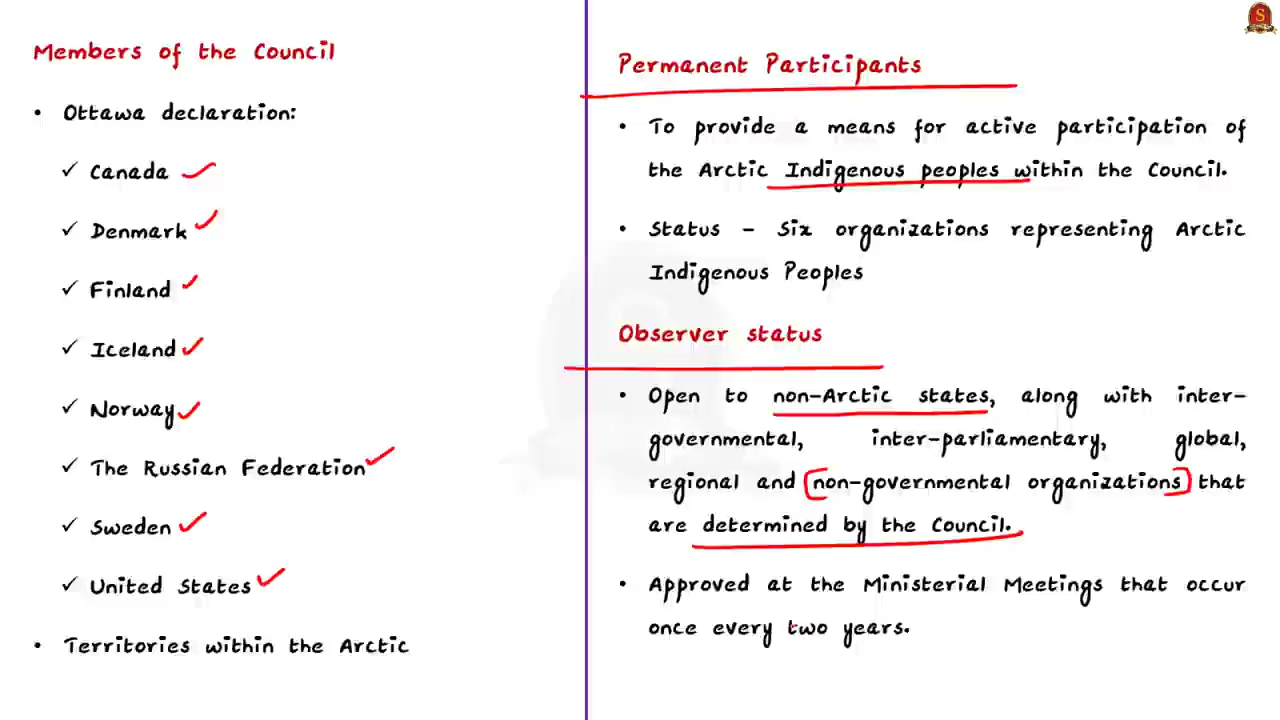 Members of the Council
• Ottawa declaration:
✓ Canada
✓ Denmark
✓ Finland
✓ Iceland
✓ Norway
✓ The Russian Federation
✓ Sweden
✓ United States
• Territories within the Arctic
Permanent Participants
• To provide a means for active participation of
the Arctic Indigenous peoples within the Council.
• Status – Six organizations representing Arctic
Indigenous Peoples
Observer status
• Open to non-Arctic states, along with inter-
governmental, inter-parliamentary, global,
regional and non-governmental organizations that
are determined by the Council.
• Approved at the Ministerial Meetings that occur
once every two years.
S